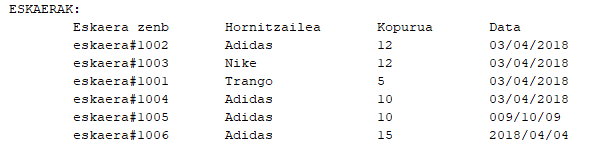 ESKAERAK:
Eskaera zenb Hornitzailea Kopurua Data
eskaera#1002 Adidas 12 03/04/2018
eskaera#1003 Nike 12 03/04/2018
eskaera#1001 Trango 5 03/04/2018
eskaera#1004 Adidas 10 03/04/2018
eskaera#1005 Adidas 10 009/10/09
eskaera#1006 Adidas 15 2018/04/04